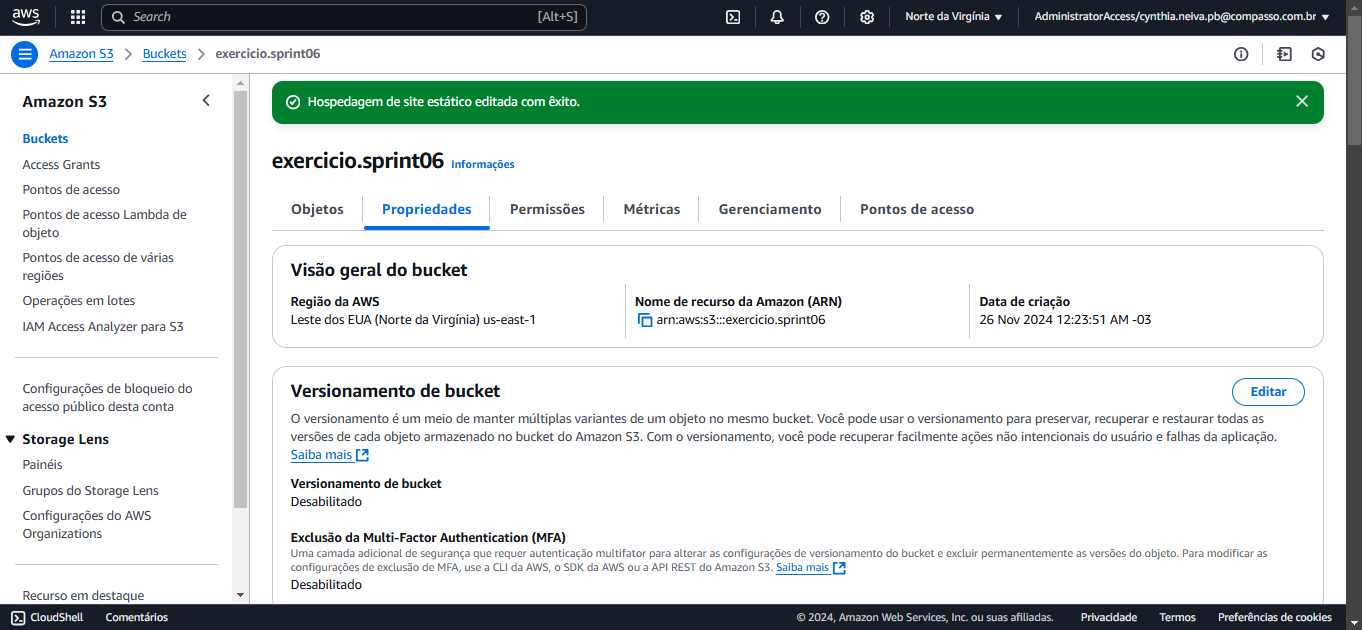 aws
Search
[Alt+S]
Norte da Virgínia
AdministratorAccess/cynthia.neiva.pb@compasso.com.br
Amazon S3
Buckets
exercicio.sprint06
Amazon S3
Buckets
Access Grants
Pontos de acesso
Pontos de acesso Lambda de
objeto
Pontos de acesso de várias
regiões
Operações em lotes
IAM Access Analyzer para S3
Configurações de bloqueio do
acesso público desta conta
Storage Lens
Painéis
Grupos do Storage Lens
Configurações do AWS
Organizations
Recurso em destaque
Hospedagem de site estático editada com êxito.
exercicio.sprint06 Informações
Objetos
Propriedades
Permissões
Métricas
Gerenciamento
Pontos de acesso
Visão geral do bucket
Região da AWS
Leste dos EUA (Norte da Virgínia) us-east-1
Nome de recurso da Amazon (ARN)
arn:aws:s3:::exercicio.sprint06
Data de criação
26 Nov 2024 12:23:51 AM -03
Versionamento de bucket
Editar
O versionamento é um meio de manter múltiplas variantes de um objeto no mesmo bucket. Você pode usar o versionamento para preservar, recuperar e restaurar todas as
versões de cada objeto armazenado no bucket do Amazon S3. Com o versionamento, você pode recuperar facilmente ações não intencionais do usuário e falhas da aplicação.
Saiba mais
Versionamento de bucket
Desabilitado
Exclusão da Multi-Factor Authentication (MFA)
Uma camada adicional de segurança que requer autenticação multifator para alterar as configurações de versionamento do bucket e excluir permanentemente as versões do objeto. Para modificar as
configurações de exclusão de MFA, use a CLI da AWS, o SDK da AWS ou a API REST do Amazon S3. Saiba mais
Desabilitado
CloudShell
Comentários
© 2024, Amazon Web Services, Inc. ou suas afiliadas.
Privacidade
Termos
Preferências de cookies